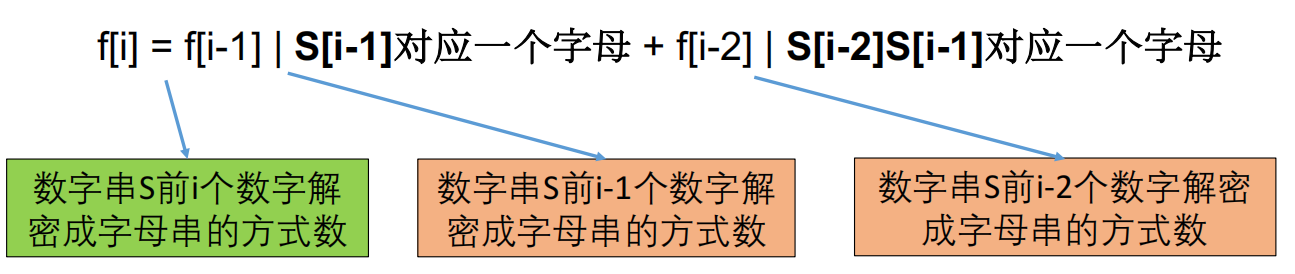 f[i] = f[i-1] | S[i-1]对应一个字母 + f[i-2] | S[i-2]S[i-1]对应一个字母
数字串S前i个数字解
密成字母串的方式数
数字串S前i-1个数字解
密成字母串的方式数
数字串S前i-2个数字解密
成字母串的方式数